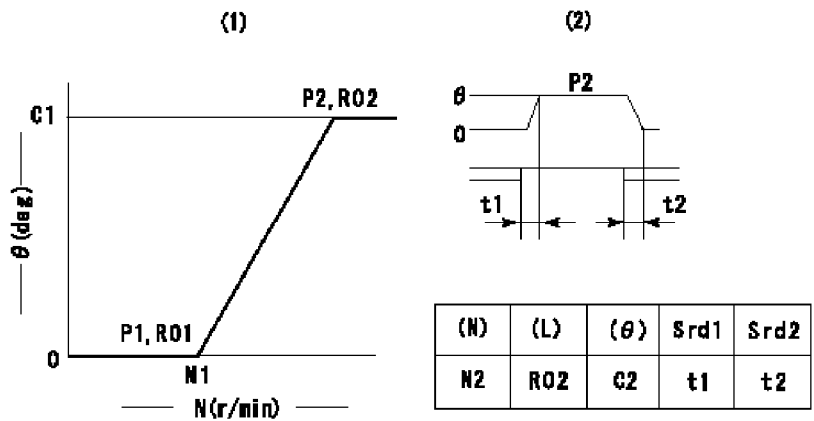 (1)
C1
P2, RO2
θ (deg)
P1, RO1
0
N1
N(r/min)
(2)
θ
P2
0
t1
t2
(N) (L) (θ) Srd1 Srd2
N2 RO2 C2 t1 t2